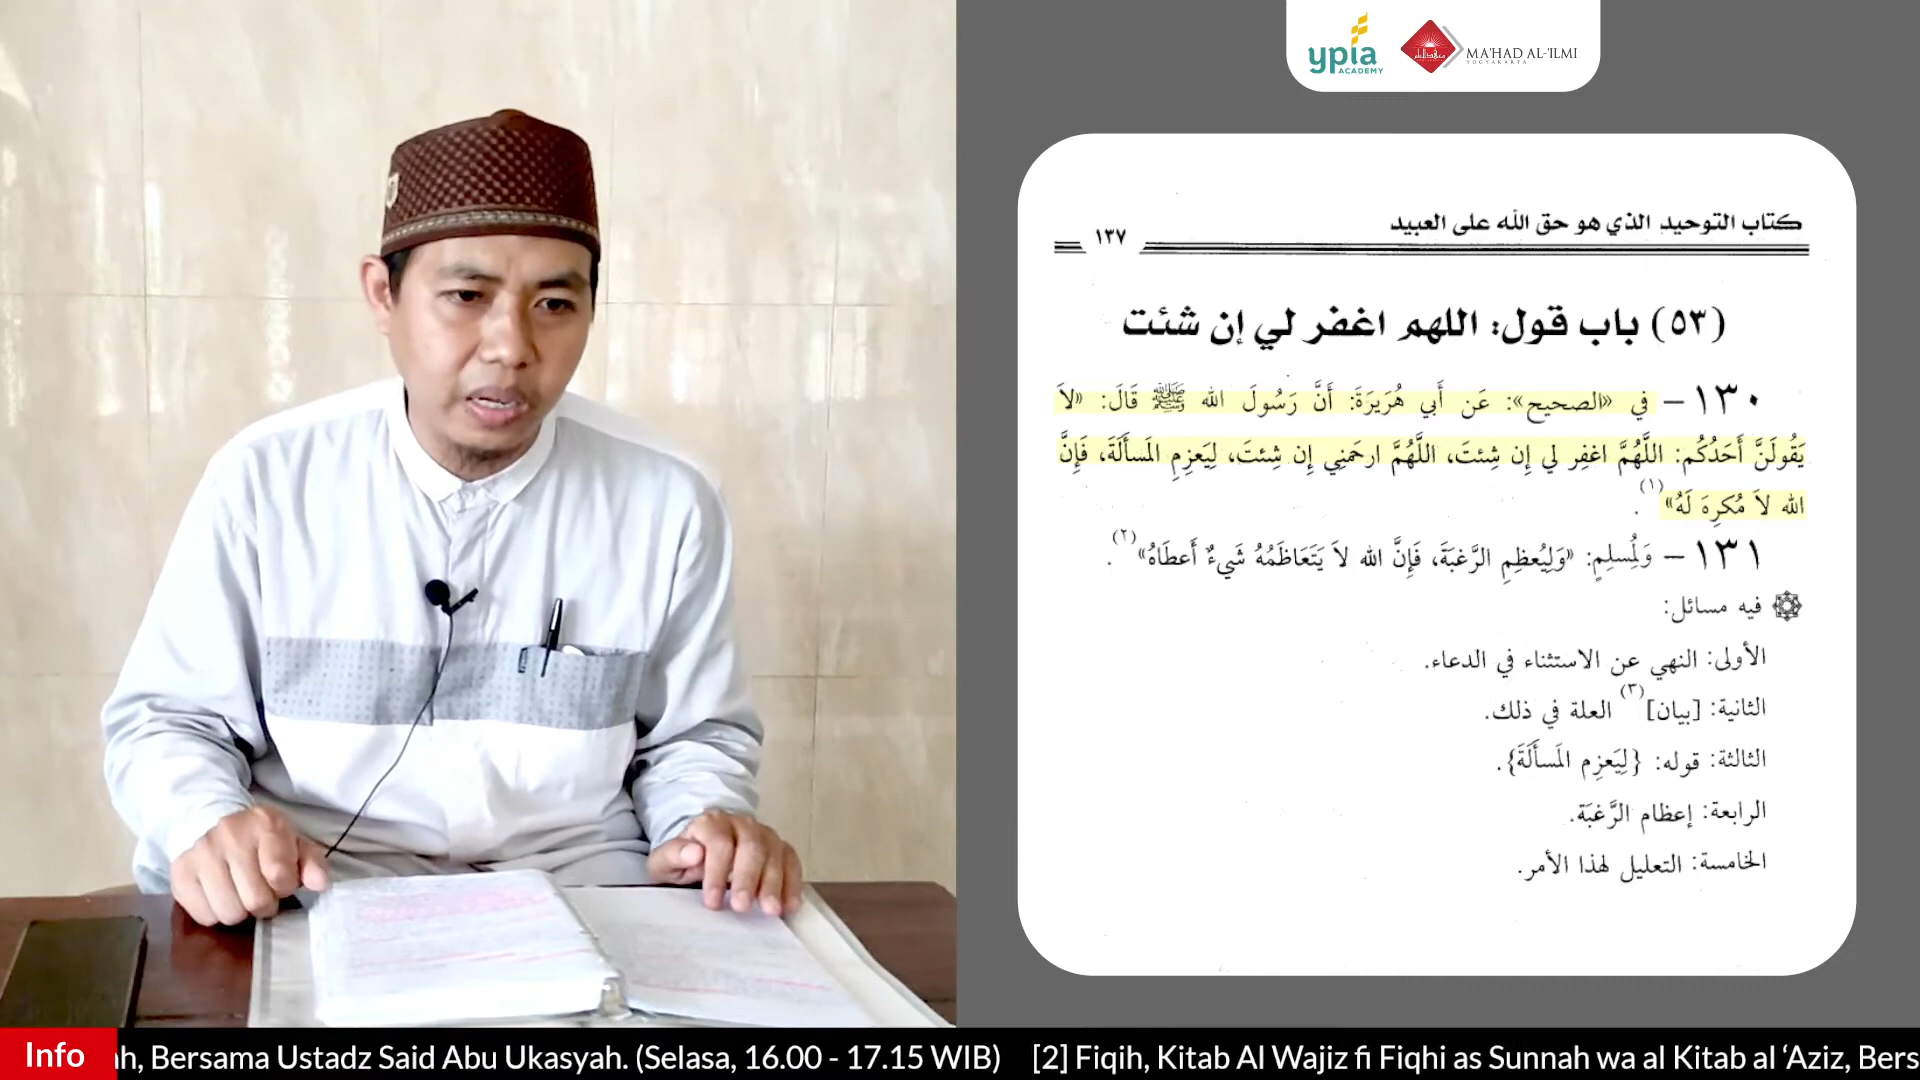 ypia
ACADEMY
MA'HAD AL-'ILMI
YOGYAKARTA
كتاب التوحيد الذي هو حق الله على العبيد
١٣٧
(٥٣) باب قول: اللهم اغفر لي إن شئت
١٣٠ – في «الصحيح»: عَن أَبي هُرَيرَةَ: أَنَّ رَسُولَ الله ﷺ قَالَ: «لاَ
يَقُولَنَّ أَحَدُكُم: اللَّهُمَّ اغفِر لي إِن شِئتَ، اللَّهُمَّ ارحَمنِي إِن شِئتَ، لِيَعزِمِ المَسأَلَةَ، فَإِنَّ
الله لاَ مُكرِهَ لَهُ»(١).
١٣١ – وَلمُسلِمٍ: «وَلِيُعظِمِ الرَّغبَةَ، فَإِنَّ الله لاَ يَتَعَاظَمُهُ شَيءٌ أَعطَاهُ»(٢).
فيه مسائل:
الأولى: النهي عن الاستثناء في الدعاء.
الثانية: [بيان](٣) العلة في ذلك.
الثالثة: قوله: {لِيَعزِم المَسأَلَةَ}.
الرابعة: إعظام الرَّغبَة.
الخامسة: التعليل لهذا الأمر.
Info
ah, Bersama Ustadz Said Abu Ukasyah. (Selasa, 16.00 - 17.15 WIB) [2] Fiqih, Kitab Al Wajiz fi Fiqhi as Sunnah wa al Kitab al ‘Aziz, Bers